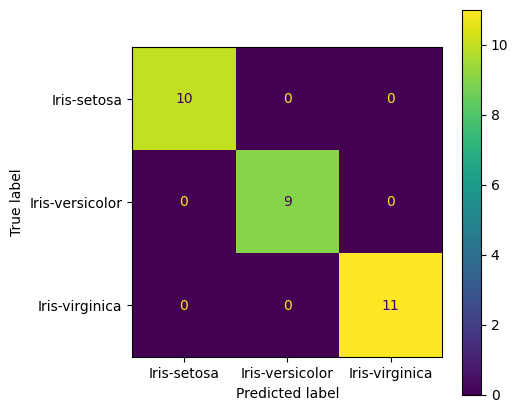 10
Iris-setosa 10 0 0
8
6
True label
Iris-versicolor 0 9 0
4
2
Iris-virginica 0 0 11
0
Iris-setosa Iris-versicolor Iris-virginica
Predicted label